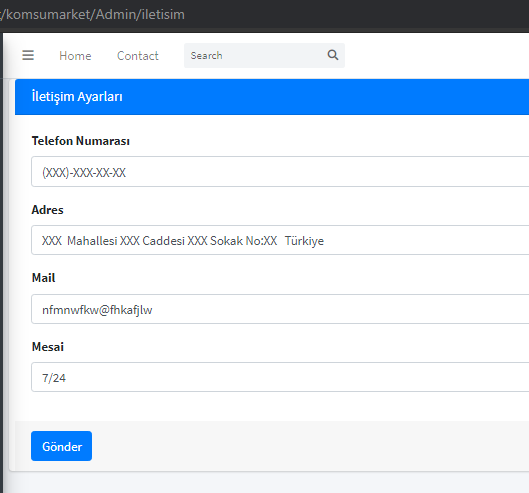 /komsumarket/Admin/iletisim
Home Contact Search
İletişim Ayarları
Telefon Numarası
(XXX)-XXX-XX-XX
Adres
XXX Mahallesi XXX Caddesi XXX Sokak No:XX Türkiye
Mail
nfmnwfkw@fhkafjlw
Mesai
7/24
Gönder